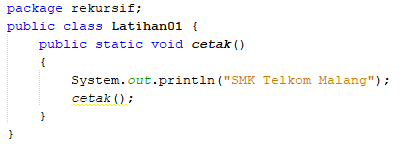 package rekursif;
public class Latihan01 {
    public static void cetak()
    {
        System.out.println("SMK Telkom Malang");
        cetak();
    }
}